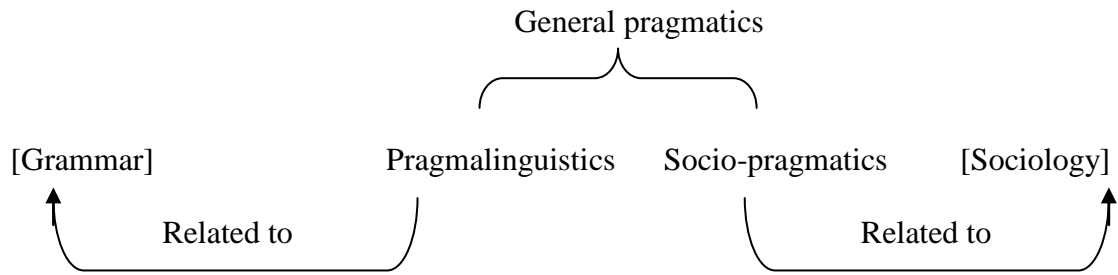 General pragmatics
[Grammar] Pragmalinguistics Socio-pragmatics [Sociology]
Related to Related to